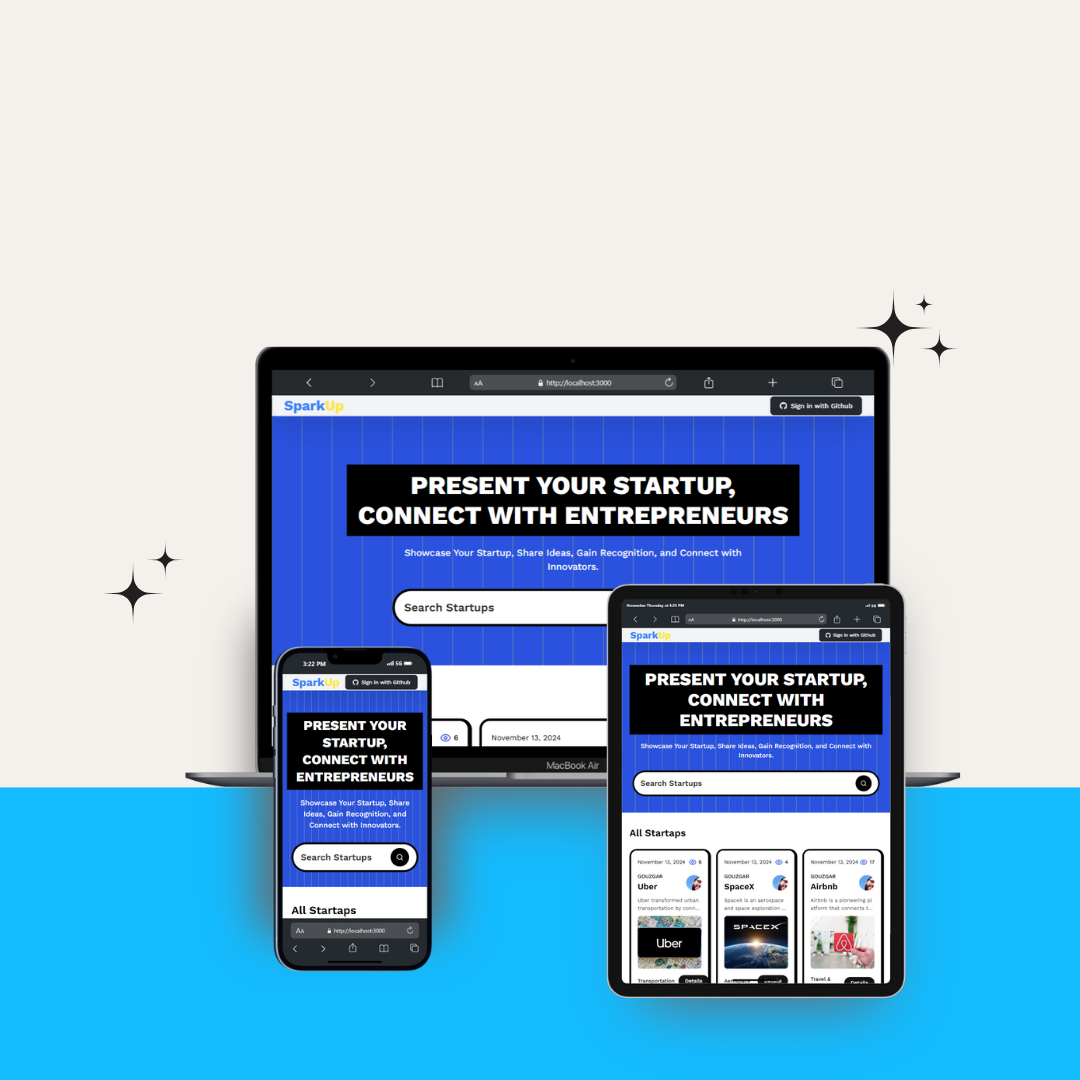 AA http://localhost:3000
SparkUp
Sign in with Github
PRESENT YOUR STARTUP,
CONNECT WITH ENTREPRENEURS
Showcase Your Startup, Share Ideas, Gain Recognition, and Connect with
Innovators.
Search Startups
6
November 13, 2024
MacBook Air
3:22 PM 5G
SparkUp
Sign in with Github
PRESENT YOUR
STARTUP,
CONNECT WITH
ENTREPRENEURS
Showcase Your Startup, Share
Ideas, Gain Recognition, and
Connect with Innovators.
Search Startups
All Startaps
AA http://localhost:3000
November Thursday at 8:03 PM 5G
AA http://localhost:3000
SparkUp
Sign in with Github
PRESENT YOUR STARTUP,
CONNECT WITH
ENTREPRENEURS
Showcase Your Startup, Share Ideas, Gain Recognition, and Connect with
Innovators.
Search Startups
All Startaps
November 13, 2024 6
GOUZGAR
Uber
Uber transformed urban
transportation by conn...
Uber
Transportation
Details
November 13, 2024 4
GOUZGAR
SpaceX
SpaceX is an aerospace
and space exploration ...
SPACEX
November 13, 2024 17
GOUZGAR
Airbnb
Airbnb is a pioneering pl
atform that connects t...
Travel &
Details